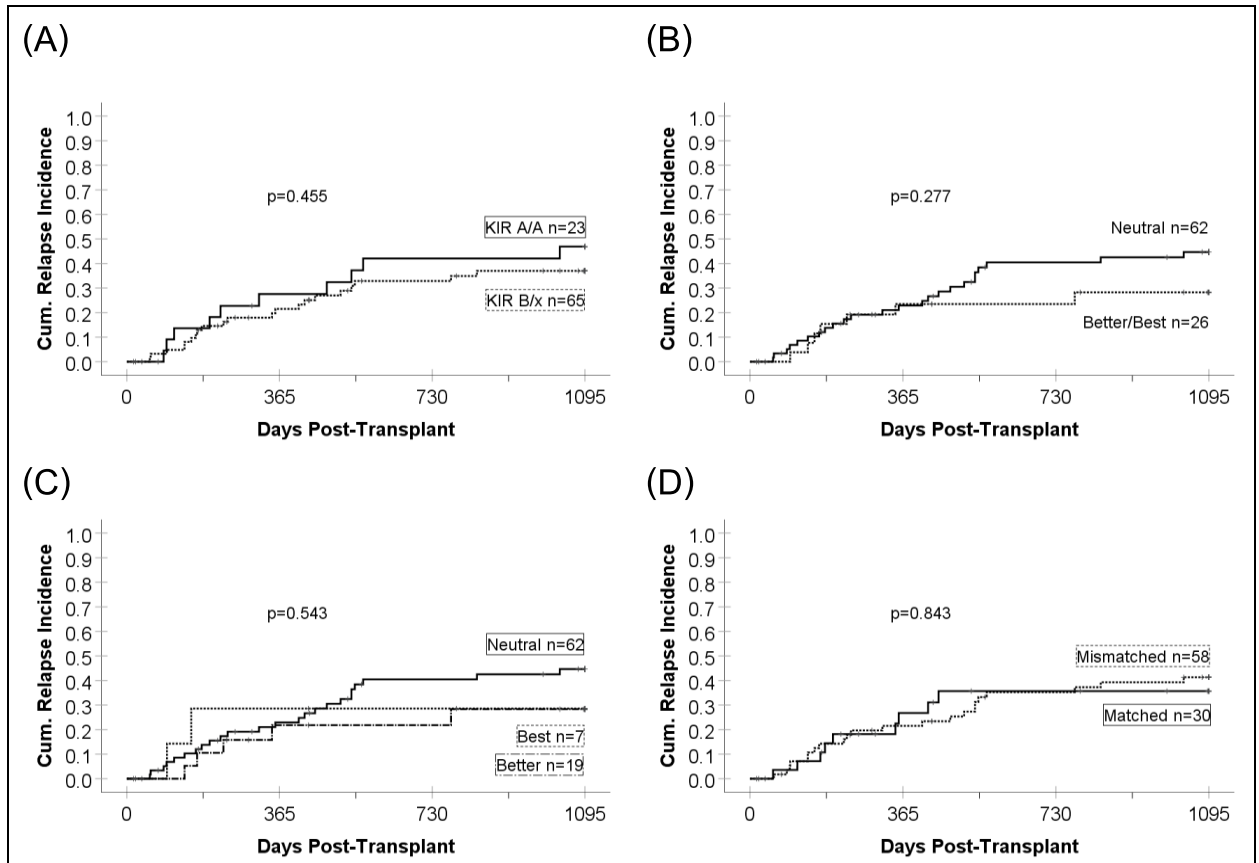 (A)
Cum. Relapse Incidence
1.0
0.9
0.8
0.7
0.6
0.5
0.4
0.3
0.2
0.1
0.0
p=0.455
KIR A/A n=23
KIR B/x n=65
0 365 730 1095
Days Post-Transplant
(B)
Cum. Relapse Incidence
1.0
0.9
0.8
0.7
0.6
0.5
0.4
0.3
0.2
0.1
0.0
p=0.277
Neutral n=62
Better/Best n=26
0 365 730 1095
Days Post-Transplant
(C)
Cum. Relapse Incidence
1.0
0.9
0.8
0.7
0.6
0.5
0.4
0.3
0.2
0.1
0.0
p=0.543
Neutral n=62
Best n=7
Better n=19
0 365 730 1095
Days Post-Transplant
(D)
Cum. Relapse Incidence
1.0
0.9
0.8
0.7
0.6
0.5
0.4
0.3
0.2
0.1
0.0
p=0.843
Mismatched n=58
Matched n=30
0 365 730 1095
Days Post-Transplant